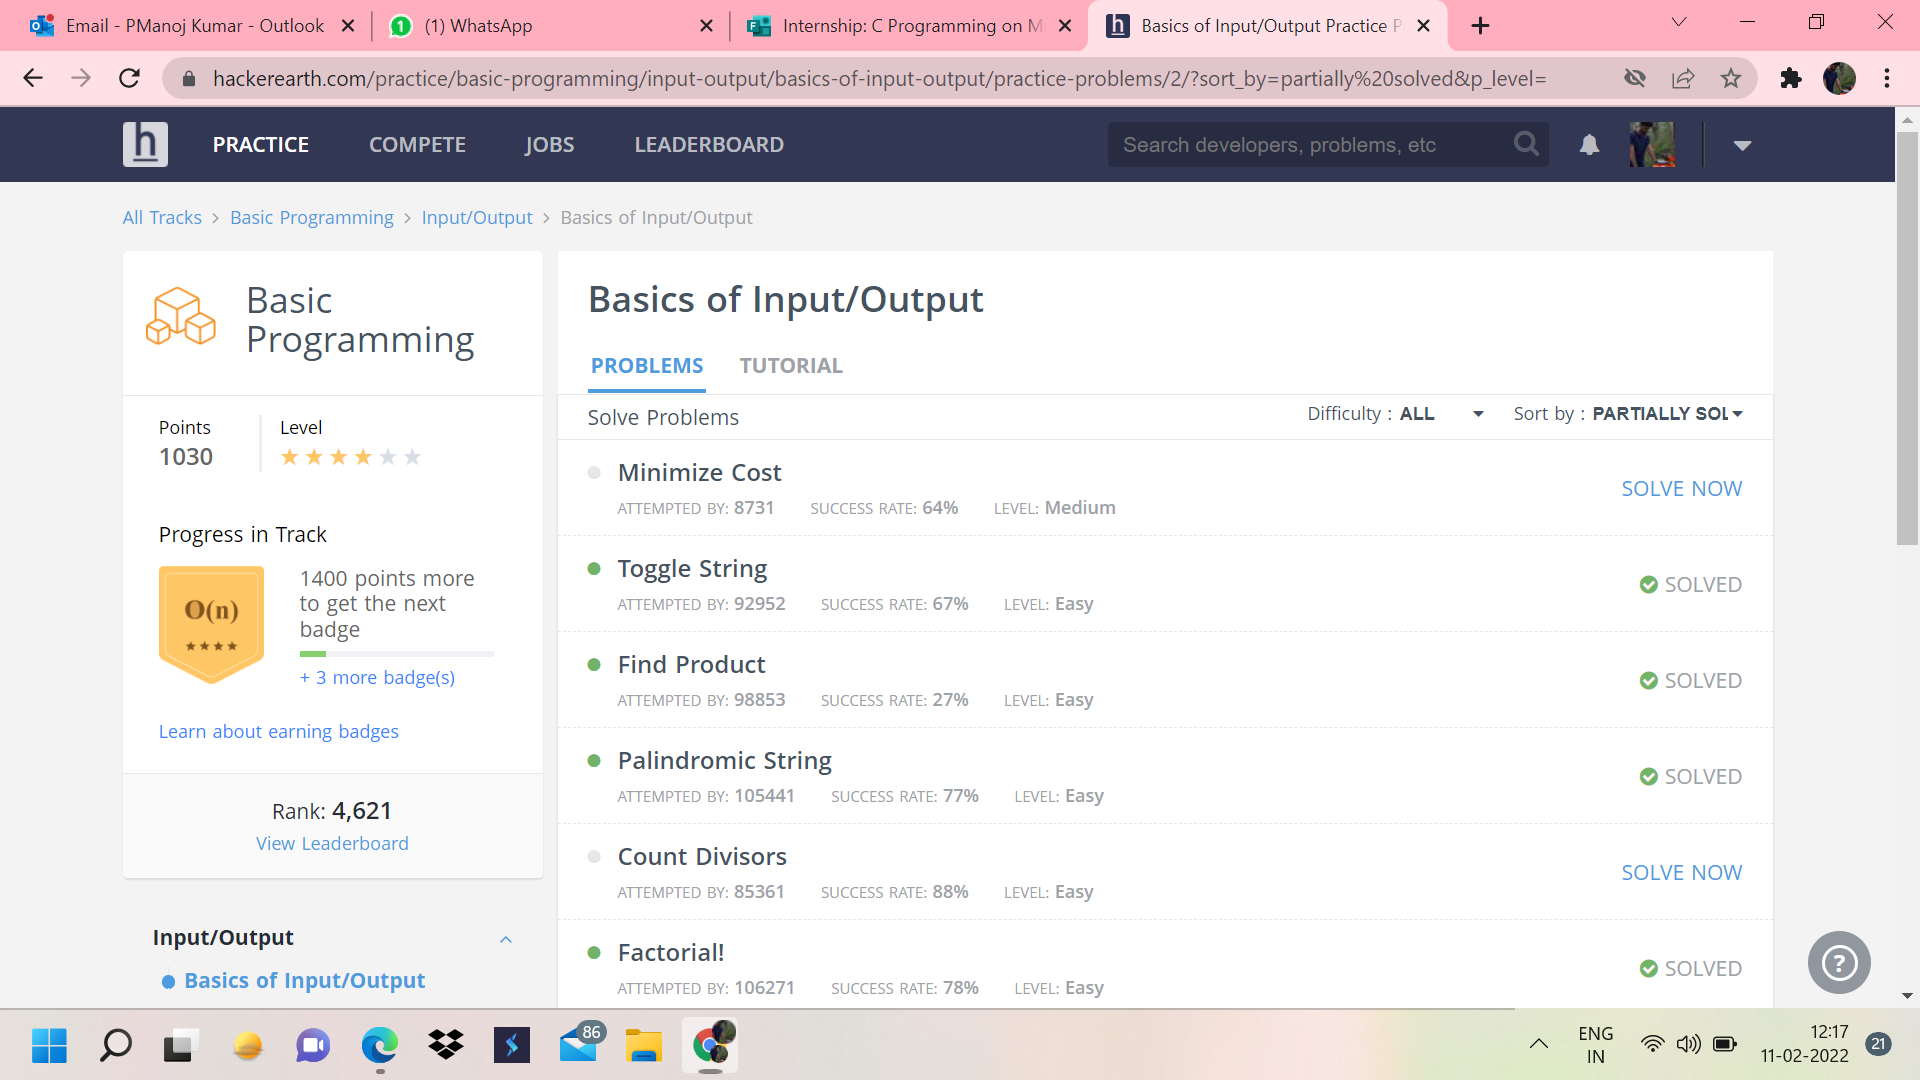 Email - PManoj Kumar - Outlook
1
(1) WhatsApp
Internship: C Programming on M
h
Basics of Input/Output Practice P
hackerearth.com/practice/basic-programming/input-output/basics-of-input-output/practice-problems/2/?sort_by=partially%20solved&p_level=
h
PRACTICE
COMPETE
JOBS
LEADERBOARD
Search developers, problems, etc
All Tracks > Basic Programming > Input/Output > Basics of Input/Output
Basic
Programming
Points
1030
Level
Progress in Track
O(n)
1400 points more
to get the next
badge
+ 3 more badge(s)
Learn about earning badges
Rank: 4,621
View Leaderboard
Input/Output
Basics of Input/Output
Basics of Input/Output
PROBLEMS
TUTORIAL
Solve Problems
Difficulty : ALL
Sort by : PARTIALLY SOL
Minimize Cost
ATTEMPTED BY: 8731 SUCCESS RATE: 64% LEVEL: Medium
SOLVE NOW
Toggle String
ATTEMPTED BY: 92952 SUCCESS RATE: 67% LEVEL: Easy
SOLVED
Find Product
ATTEMPTED BY: 98853 SUCCESS RATE: 27% LEVEL: Easy
SOLVED
Palindromic String
ATTEMPTED BY: 105441 SUCCESS RATE: 77% LEVEL: Easy
SOLVED
Count Divisors
ATTEMPTED BY: 85361 SUCCESS RATE: 88% LEVEL: Easy
SOLVE NOW
Factorial!
ATTEMPTED BY: 106271 SUCCESS RATE: 78% LEVEL: Easy
SOLVED
?
86
ENG
IN
12:17
11-02-2022
21